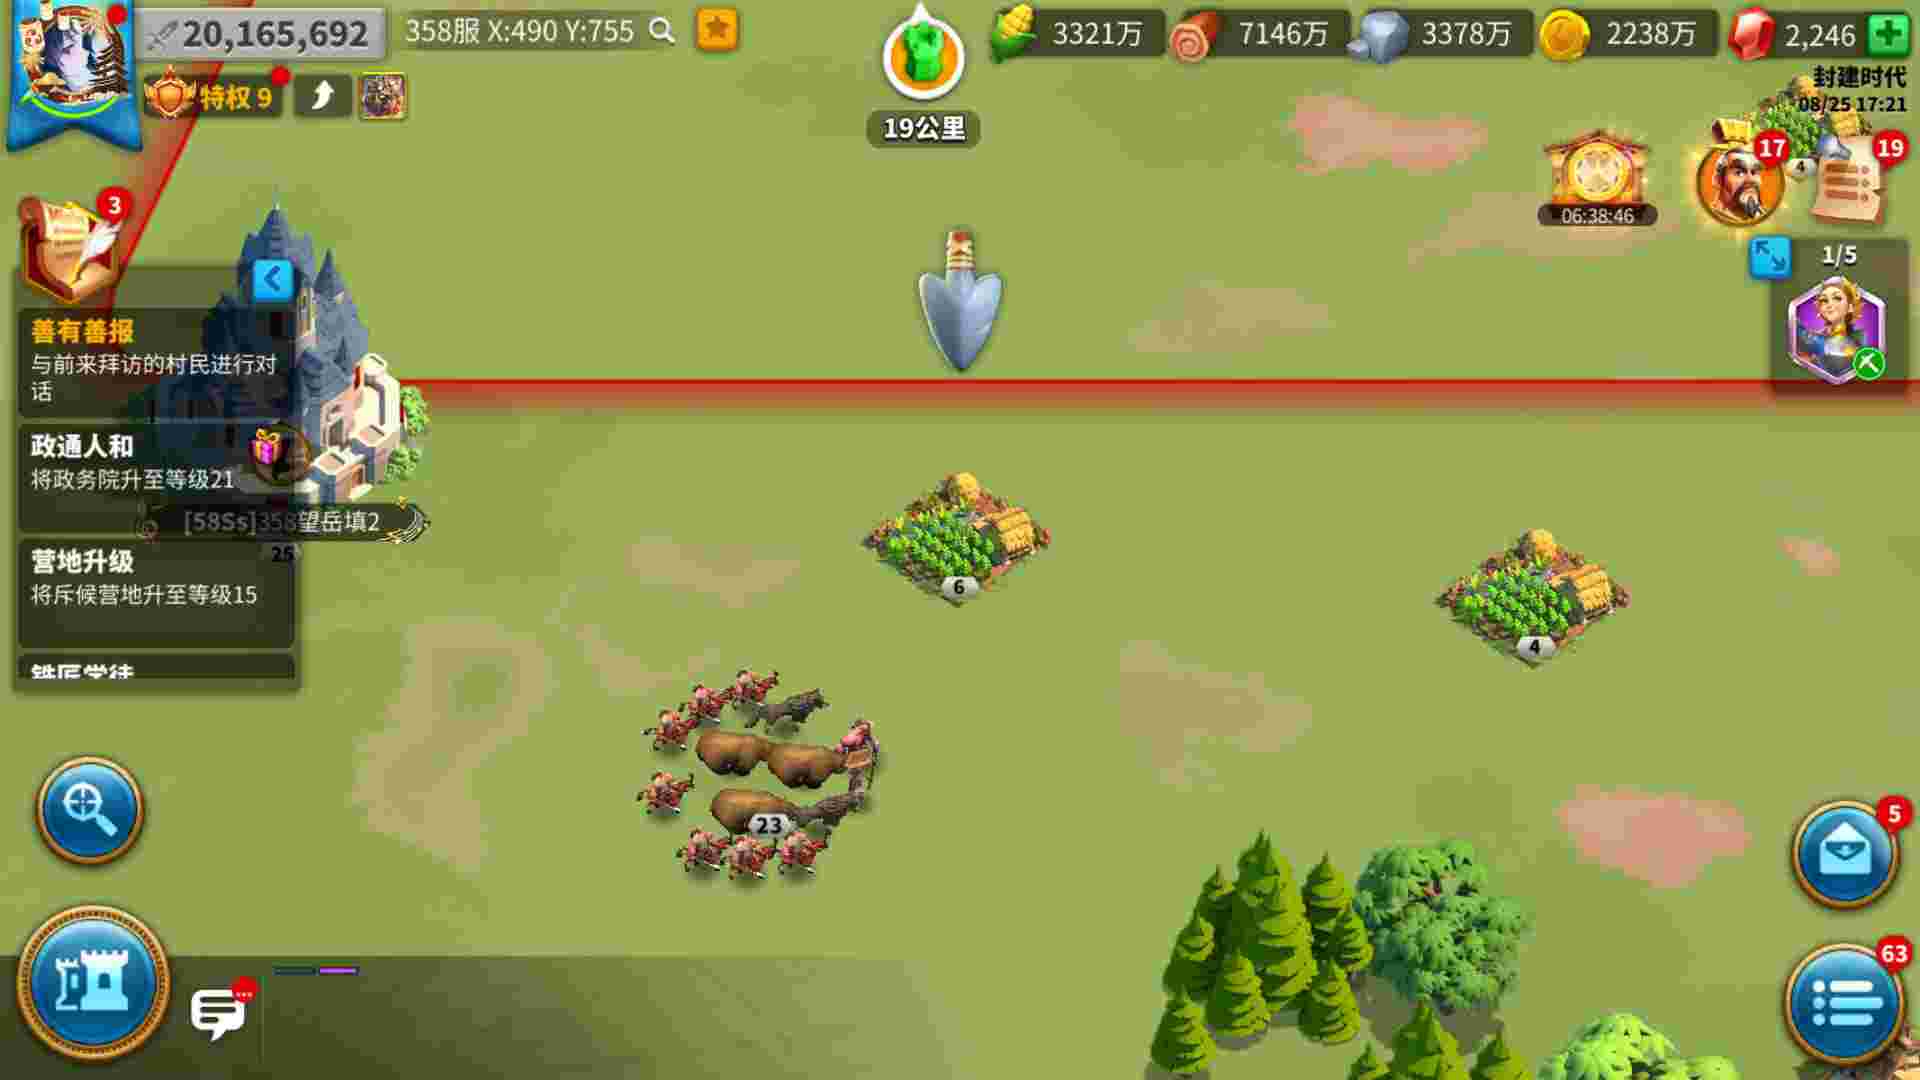 20,165,692
358服 X:490 Y:755
3321万
7146万
3378万
2238万
2,246
特权 9
19公里
封建时代
08/25 17:21
17
19
4
06:38:46
3
1/5
善有善报
与前来拜访的村民进行对
话
政通人和
将政务院升至等级21
[58Ss]358望岳填2
25
营地升级
将斥候营地升至等级15
铁匠学徒
6
4
23
5
63